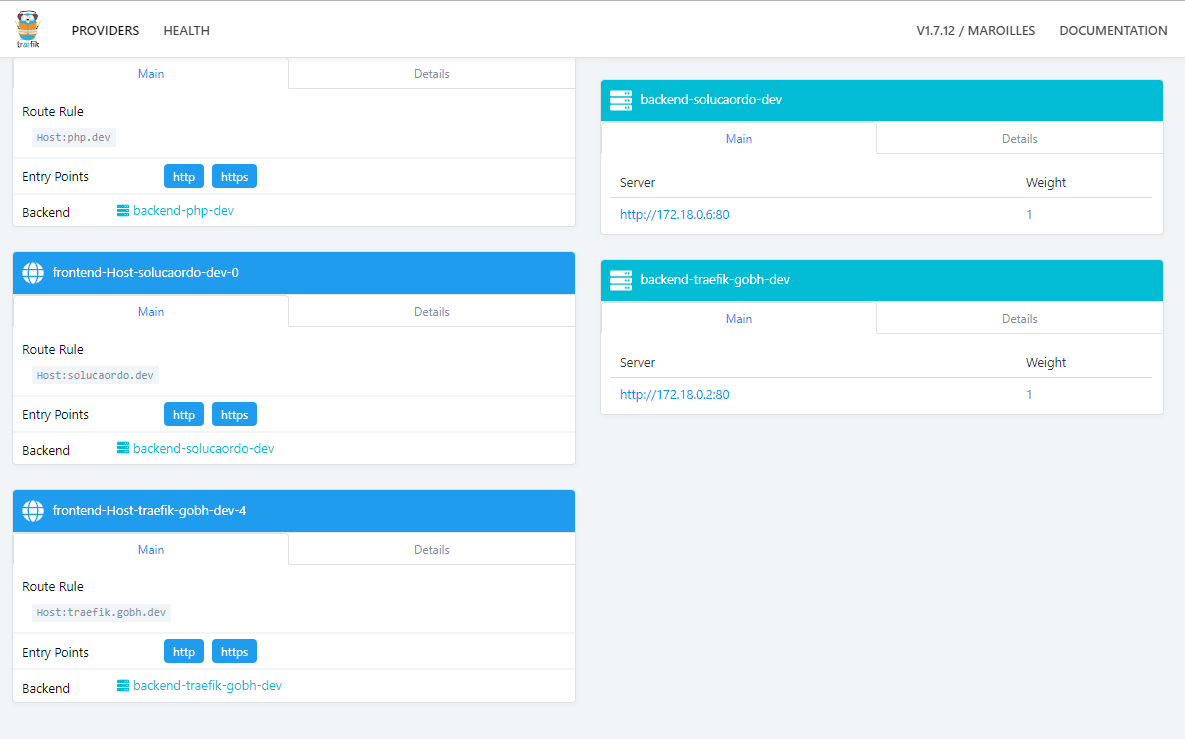 træfik
PROVIDERS
HEALTH
V1.7.12 / MAROILLES
DOCUMENTATION
Main
Details
Route Rule
Host:php.dev
Entry Points
http
https
Backend
backend-php-dev
frontend-Host-solucaordo-dev-0
Main
Details
Route Rule
Host:solucaordo.dev
Entry Points
http
https
Backend
backend-solucaordo-dev
frontend-Host-traefik-gobh-dev-4
Main
Details
Route Rule
Host:traefik.gobh.dev
Entry Points
http
https
Backend
backend-traefik-gobh-dev
backend-solucaordo-dev
Main
Details
Server
Weight
http://172.18.0.6:80
1
backend-traefik-gobh-dev
Main
Details
Server
Weight
http://172.18.0.2:80
1